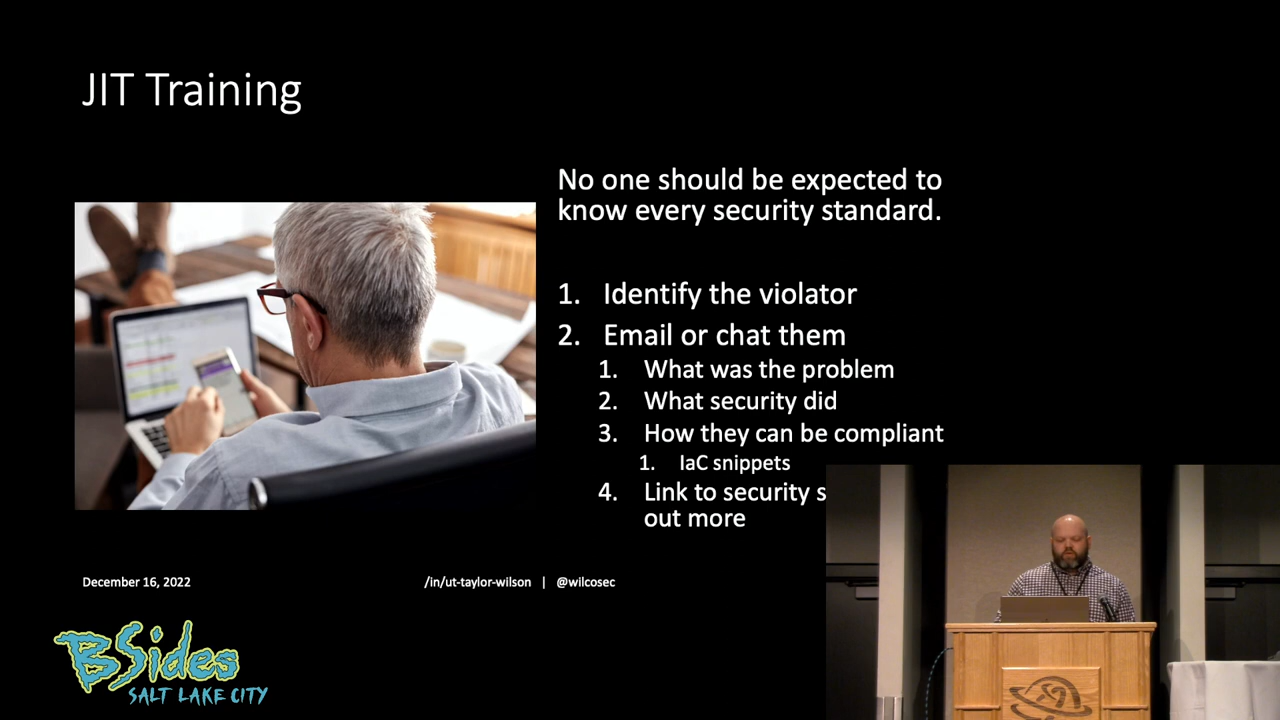 JIT Training
No one should be expected to
know every security standard.
1. Identify the violator
2. Email or chat them
1. What was the problem
2. What security did
3. How they can be compliant
1. IaC snippets
4. Link to security
out more
December 16, 2022
/in/ut-taylor-wilson | @wilcosec
BSides
SALT LAKE CITY